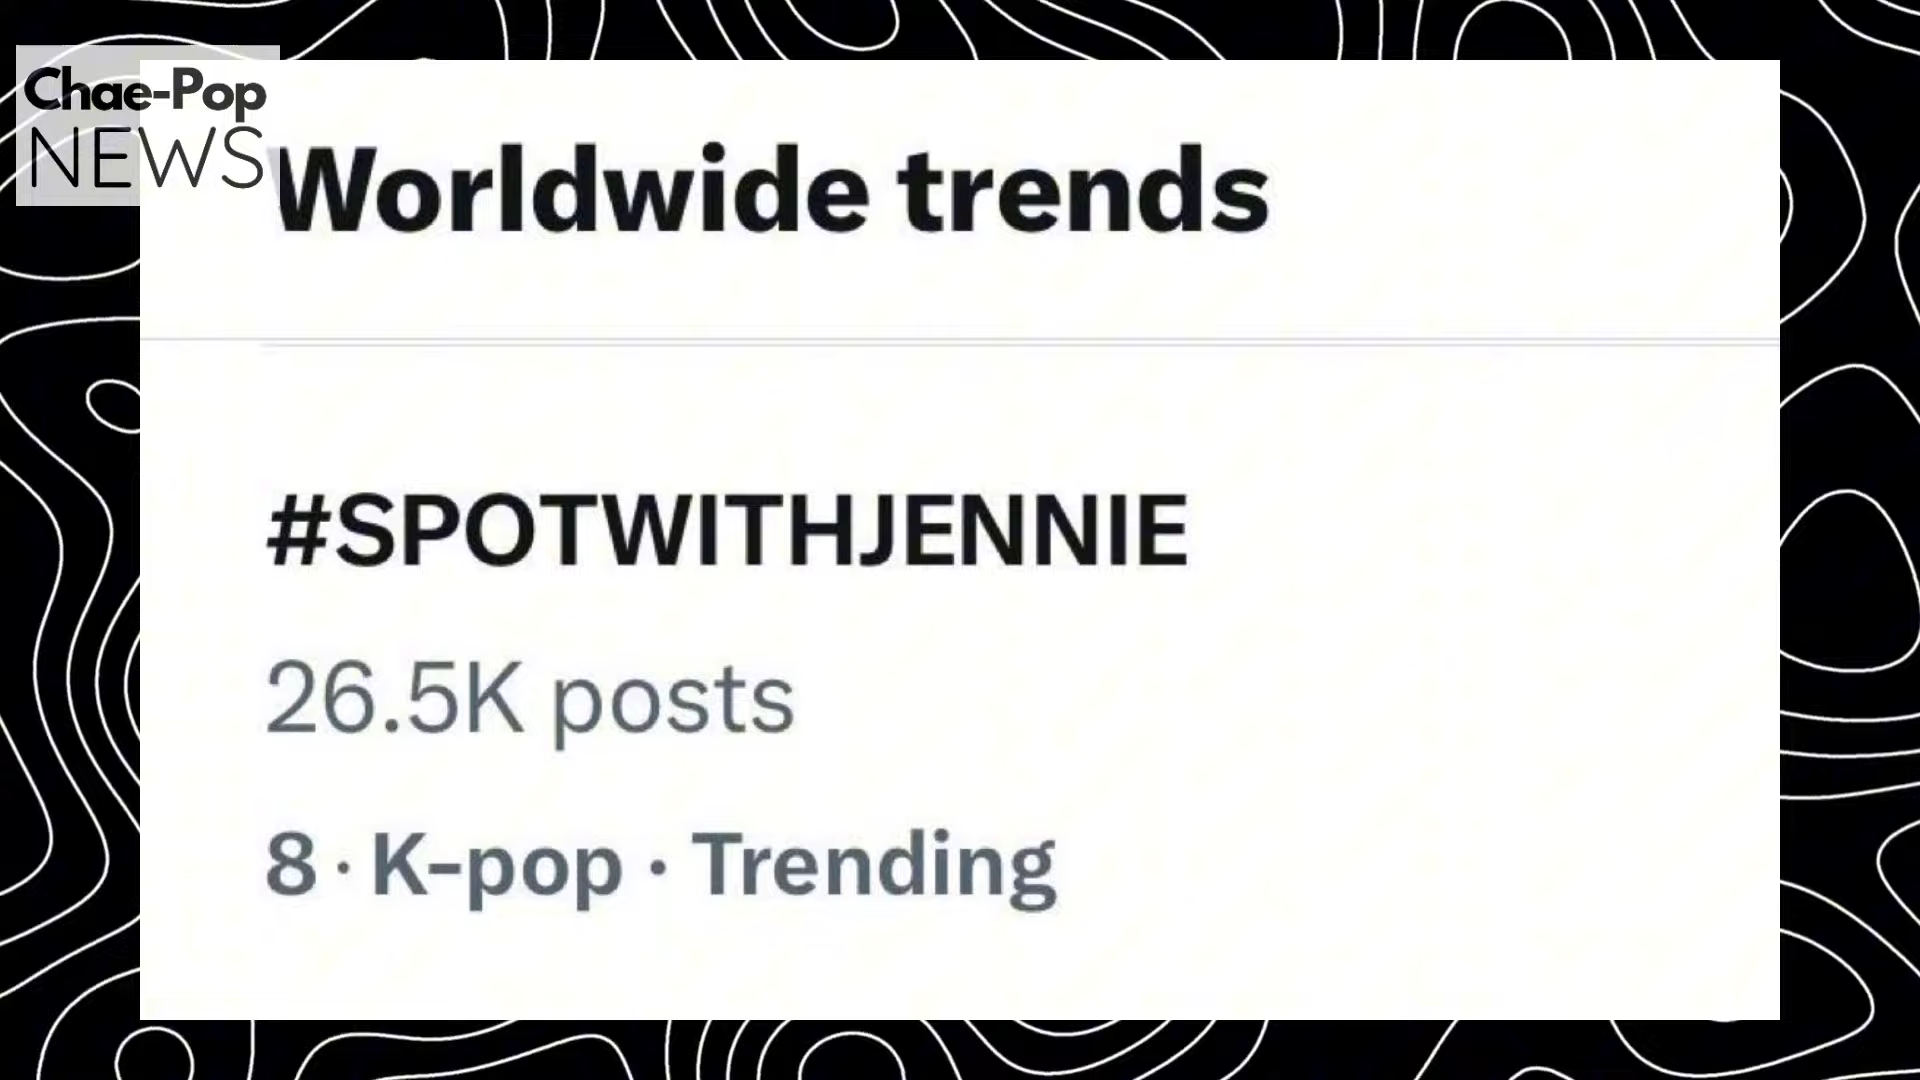 Chae-Pop
NEWS
Worldwide trends
#SPOTWITHJENNIE
26.5K posts
8 · K-pop · Trending